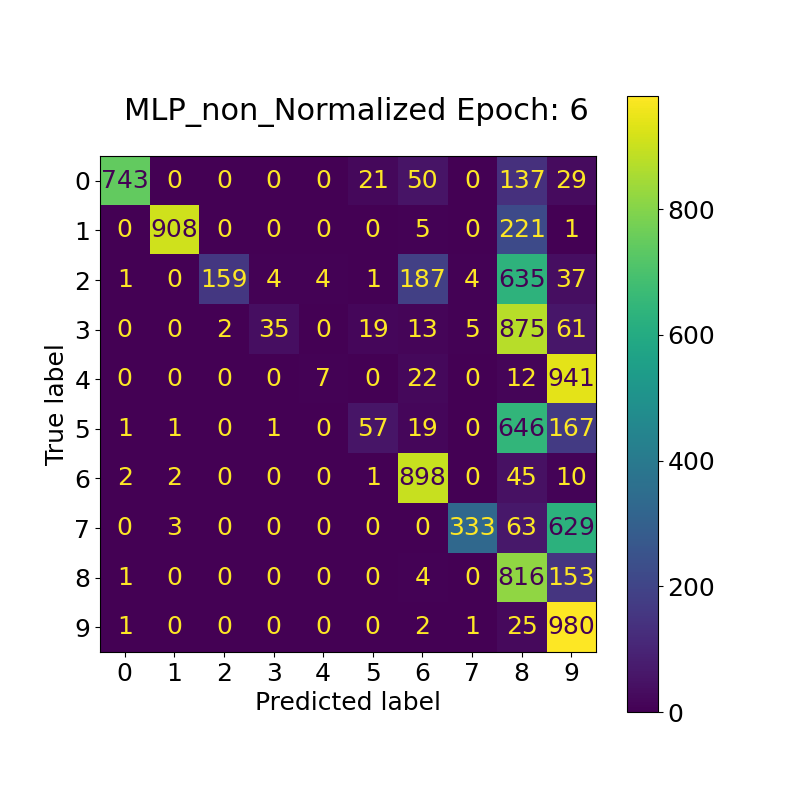 MLP_non_Normalized Epoch: 6
0 743 0 0 0 0 21 50 0 137 29
1 0 908 0 0 0 0 5 0 221 1
2 1 0 159 4 4 1 187 4 635 37
3 0 0 2 35 0 19 13 5 875 61
4 0 0 0 0 7 0 22 0 12 941
5 1 1 0 1 0 57 19 0 646 167
6 2 2 0 0 0 1 898 0 45 10
7 0 3 0 0 0 0 0 333 63 629
8 1 0 0 0 0 0 4 0 816 153
9 1 0 0 0 0 0 2 1 25 980
0 1 2 3 4 5 6 7 8 9
Predicted label
True label
800
600
400
200
0